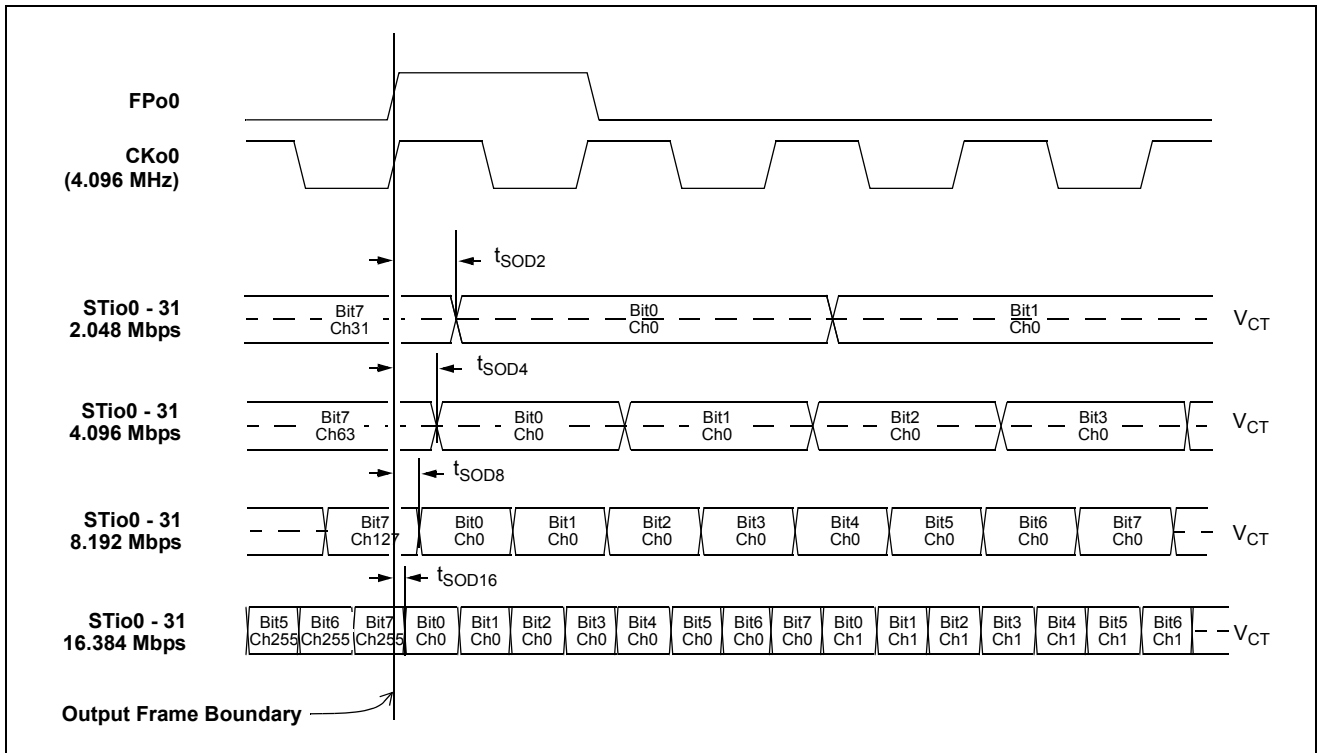 FPo0
CKo0
(4.096 MHz)
tSOD2
STio0 - 31
2.048 Mbps
Bit7
Ch31
Bit0
Ch0
Bit1
Ch0
VCT
tSOD4
STio0 - 31
4.096 Mbps
Bit7
Ch63
Bit0
Ch0
Bit1
Ch0
Bit2
Ch0
Bit3
Ch0
VCT
tSOD8
STio0 - 31
8.192 Mbps
Bit7
Ch127
Bit0
Ch0
Bit1
Ch0
Bit2
Ch0
Bit3
Ch0
Bit4
Ch0
Bit5
Ch0
Bit6
Ch0
Bit7
Ch0
VCT
tSOD16
STio0 - 31
16.384 Mbps
Bit5
Ch255
Bit6
Ch255
Bit7
Ch255
Bit0
Ch0
Bit1
Ch0
Bit2
Ch0
Bit3
Ch0
Bit4
Ch0
Bit5
Ch0
Bit6
Ch0
Bit7
Ch0
Bit0
Ch1
Bit1
Ch1
Bit2
Ch1
Bit3
Ch1
Bit4
Ch1
Bit5
Ch1
Bit6
Ch1
VCT
Output Frame Boundary